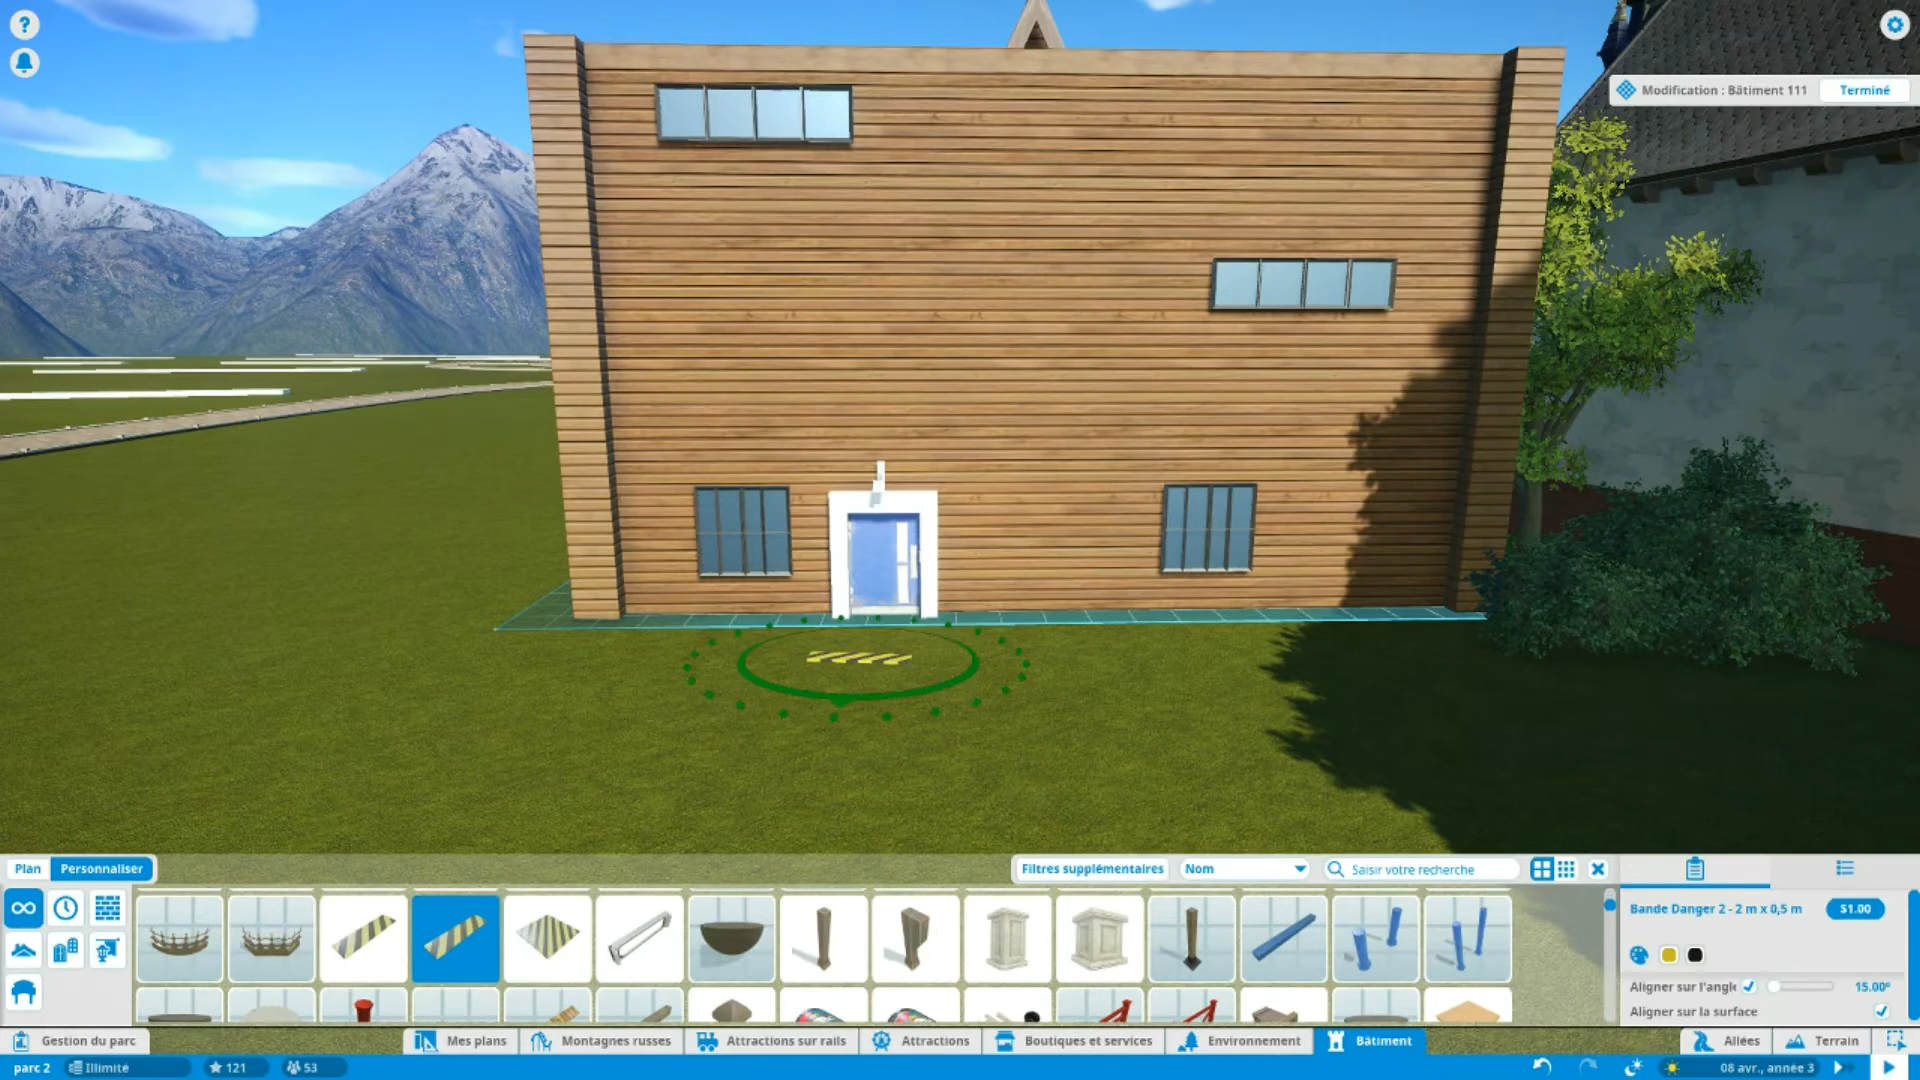 ?
Modification : Bâtiment 111
Terminé
Plan
Personnaliser
Filtres supplémentaires
Nom
Saisir votre recherche
Bande Danger 2 - 2 m x 0,5 m
$1.00
Aligner sur l'angle
15.00°
Aligner sur la surface
Gestion du parc
Mes plans
Montagnes russes
Attractions sur rails
Attractions
Boutiques et services
Environnement
Bâtiment
Allées
Terrain
parc 2
Illimité
121
53
08 avr., année 3